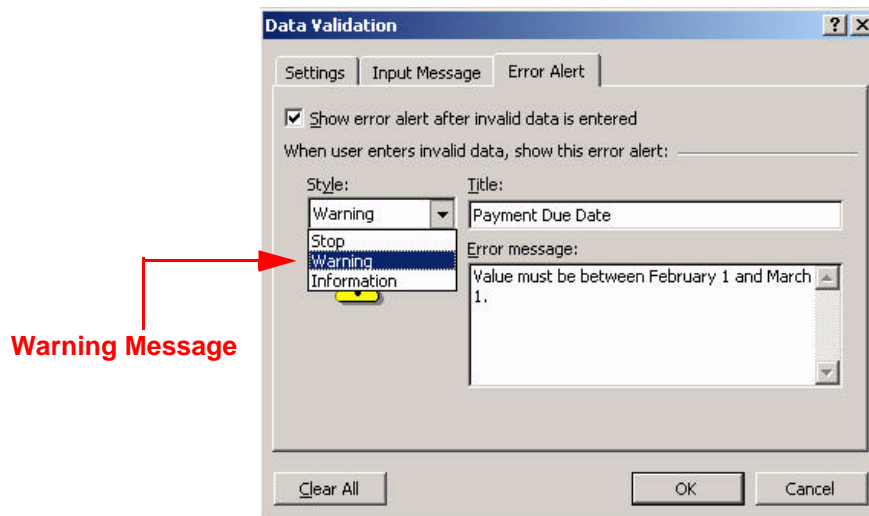 Data Validation
Settings Input Message Error Alert
Show error alert after invalid data is entered
When user enters invalid data, show this error alert:
Style: Title:
Warning Payment Due Date
Stop
Warning
Information
Error message:
Value must be between February 1 and March
1.
Warning Message
Clear All OK Cancel